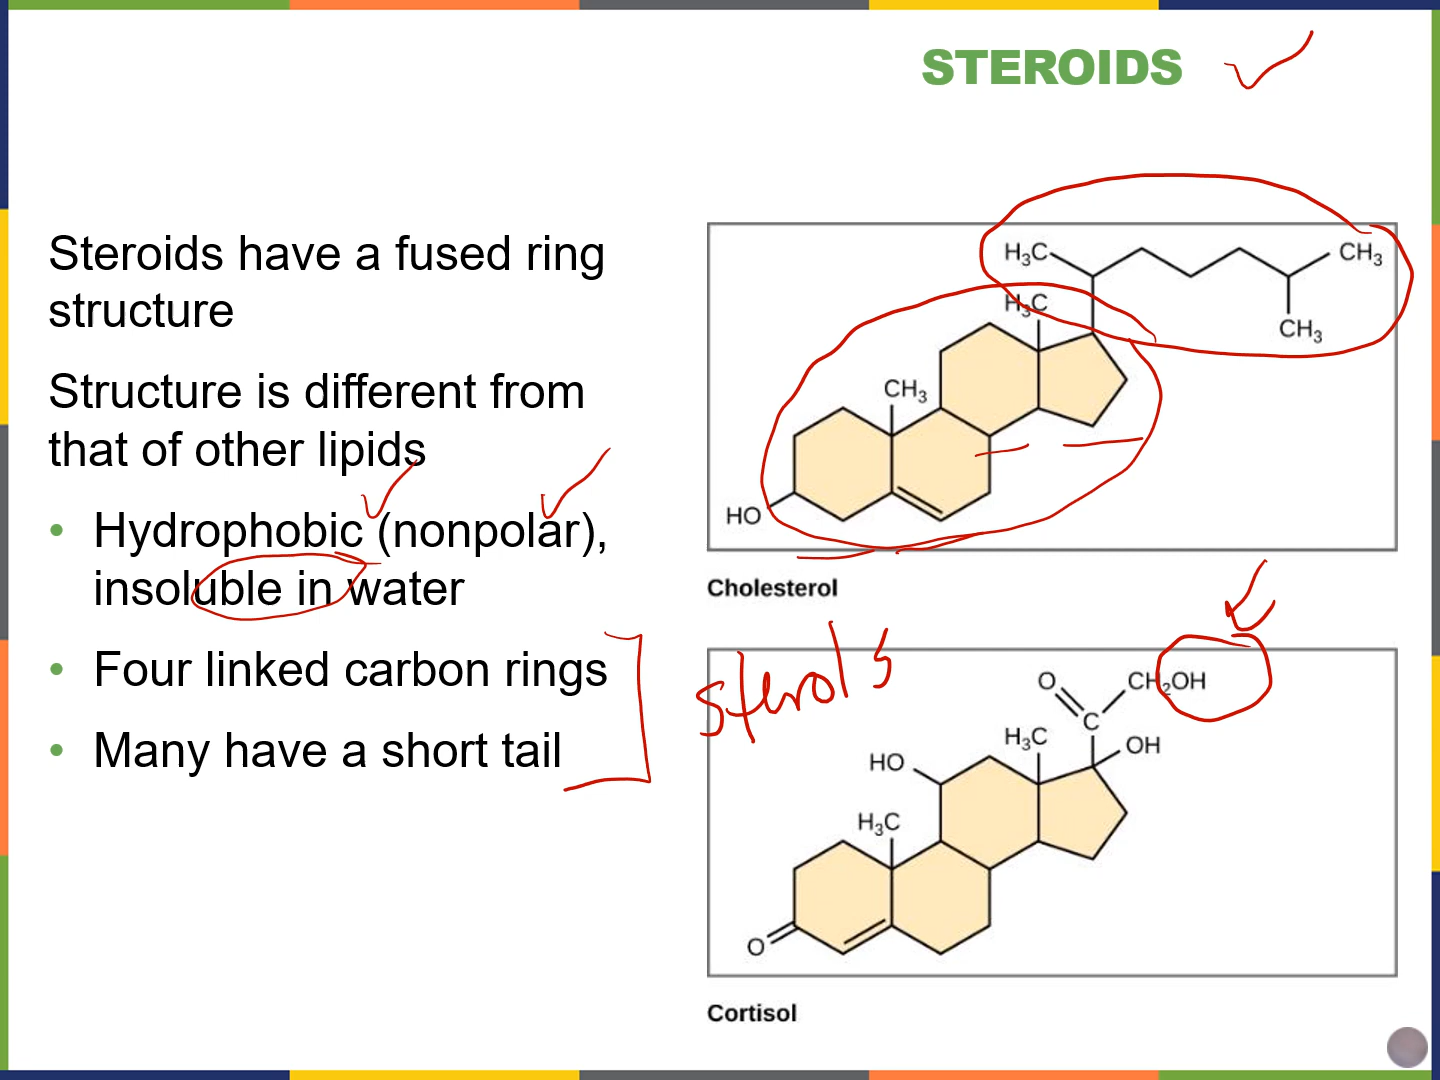 STEROIDS
Steroids have a fused ring
structure
Structure is different from
that of other lipids
• Hydrophobic (nonpolar),
insoluble in water
• Four linked carbon rings
• Many have a short tail
H₃C
CH₃
H₃C
CH₃
CH₃
HO
Cholesterol
sterols
O
CH₂OH
C
H₃C
OH
HO
H₃C
O
Cortisol